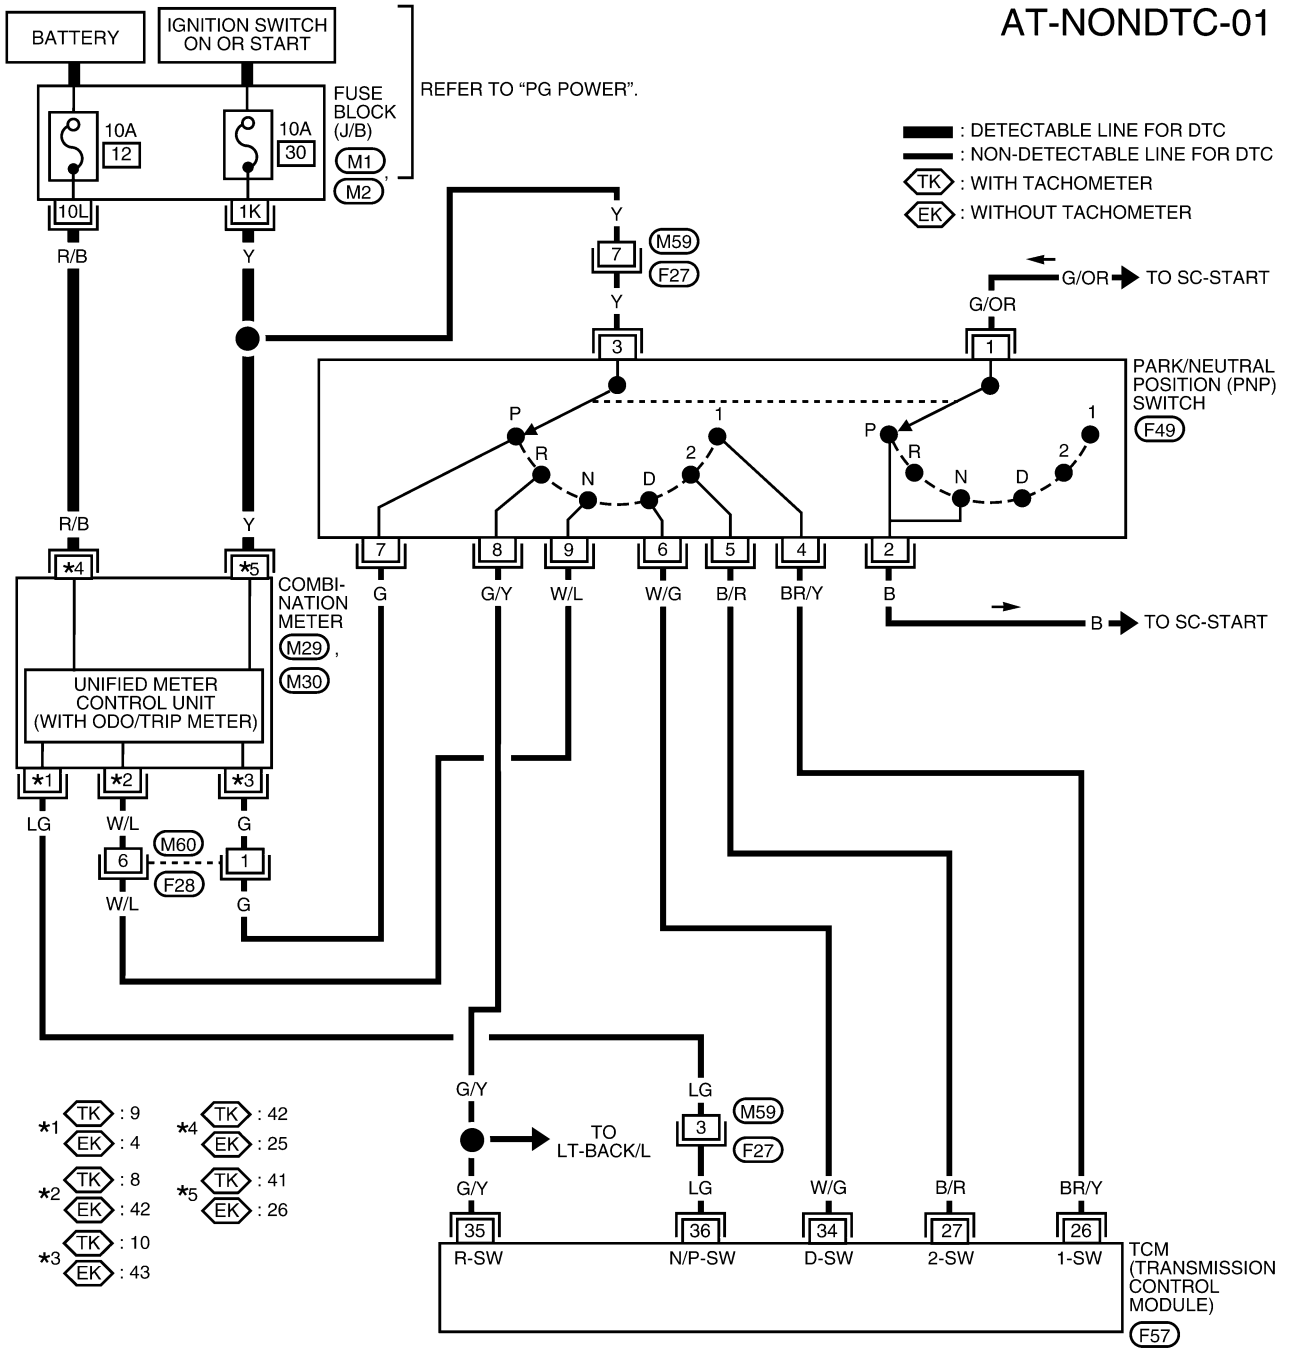 AT-NONDTC-01
BATTERY
IGNITION SWITCH
ON OR START
REFER TO “PG POWER”.
FUSE
BLOCK
(J/B)
10A
12
10A
30
M1
,
M2
10L
1K
: DETECTABLE LINE FOR DTC
: NON-DETECTABLE LINE FOR DTC
TK : WITH TACHOMETER
EK : WITHOUT TACHOMETER
R/B
Y
Y
7
M59
F27
Y
G/OR
TO SC-START
G/OR
3
1
PARK/NEUTRAL
POSITION (PNP)
SWITCH
F49
P
R
N
D
2
1
P
R
N
D
2
1
R/B
Y
7
8
9
6
5
4
2
*4
*5
COMBI-
NATION
METER
M29 ,
M30
G
G/Y
W/L
W/G
B/R
BR/Y
B
B
TO SC-START
UNIFIED METER
CONTROL UNIT
(WITH ODO/TRIP METER)
*1
*2
*3
LG
W/L
G
6
M60
F28
1
W/L
G
G/Y
LG
TO
LT-BACK/L
3
M59
F27
G/Y
LG
W/G
B/R
BR/Y
*1
TK : 9
EK : 4
*2
TK : 8
EK : 42
*3
TK : 10
EK : 43
*4
TK : 42
EK : 25
*5
TK : 41
EK : 26
35
36
34
27
26
R-SW
N/P-SW
D-SW
2-SW
1-SW
TCM
(TRANSMISSION
CONTROL
MODULE)
F57